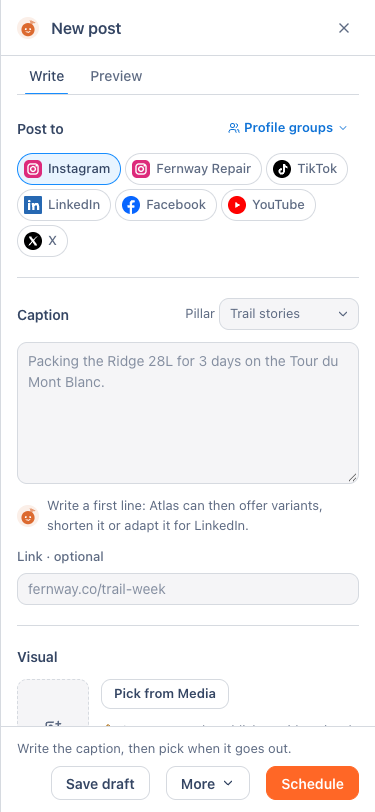 New post
Write Preview
Post to Profile groups
Instagram Fernway Repair TikTok
LinkedIn Facebook YouTube
X
Caption Pillar Trail stories
Packing the Ridge 28L for 3 days on the Tour du
Mont Blanc.
Write a first line: Atlas can then offer variants,
shorten it or adapt it for LinkedIn.
Link · optional
fernway.co/trail-week
Visual
Pick from Media
Write the caption, then pick when it goes out.
Save draft More Schedule